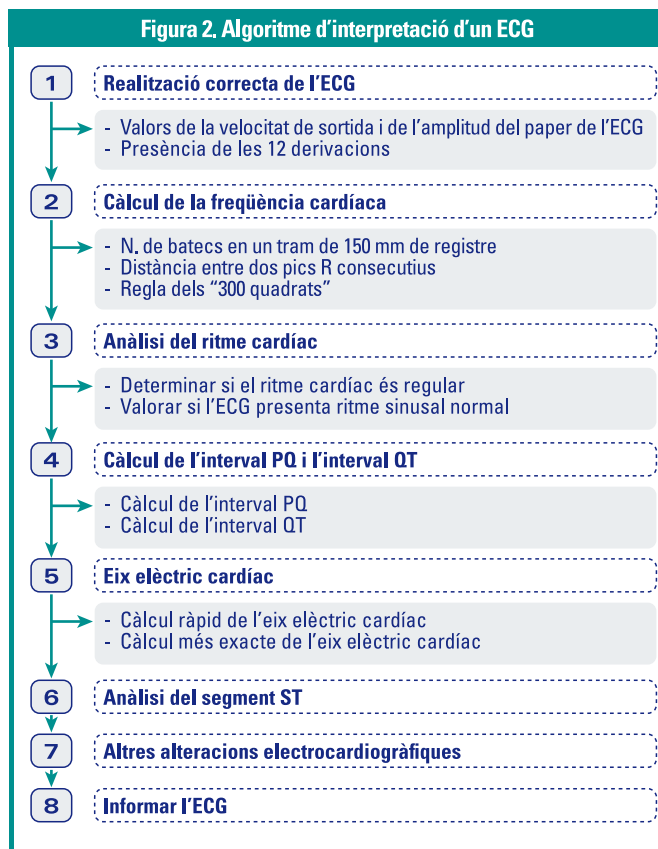 Figura 2. Algoritme d'interpretació d'un ECG
1 Realització correcta de l'ECG
- Valors de la velocitat de sortida i de l'amplitud del paper de l'ECG
- Presència de les 12 derivacions
2 Càlcul de la freqüència cardíaca
- N. de batecs en un tram de 150 mm de registre
- Distància entre dos pics R consecutius
- Regla dels "300 quadrats"
3 Anàlisi del ritme cardíac
- Determinar si el ritme cardíac és regular
- Valorar si l'ECG presenta ritme sinusal normal
4 Càlcul de l'interval PQ i l'interval QT
- Càlcul de l'interval PQ
- Càlcul de l'interval QT
5 Eix elèctric cardíac
- Càlcul ràpid de l'eix elèctric cardíac
- Càlcul més exacte de l'eix elèctric cardíac
6 Anàlisi del segment ST
7 Altres alteracions electrocardiogràfiques
8 Informar l'ECG